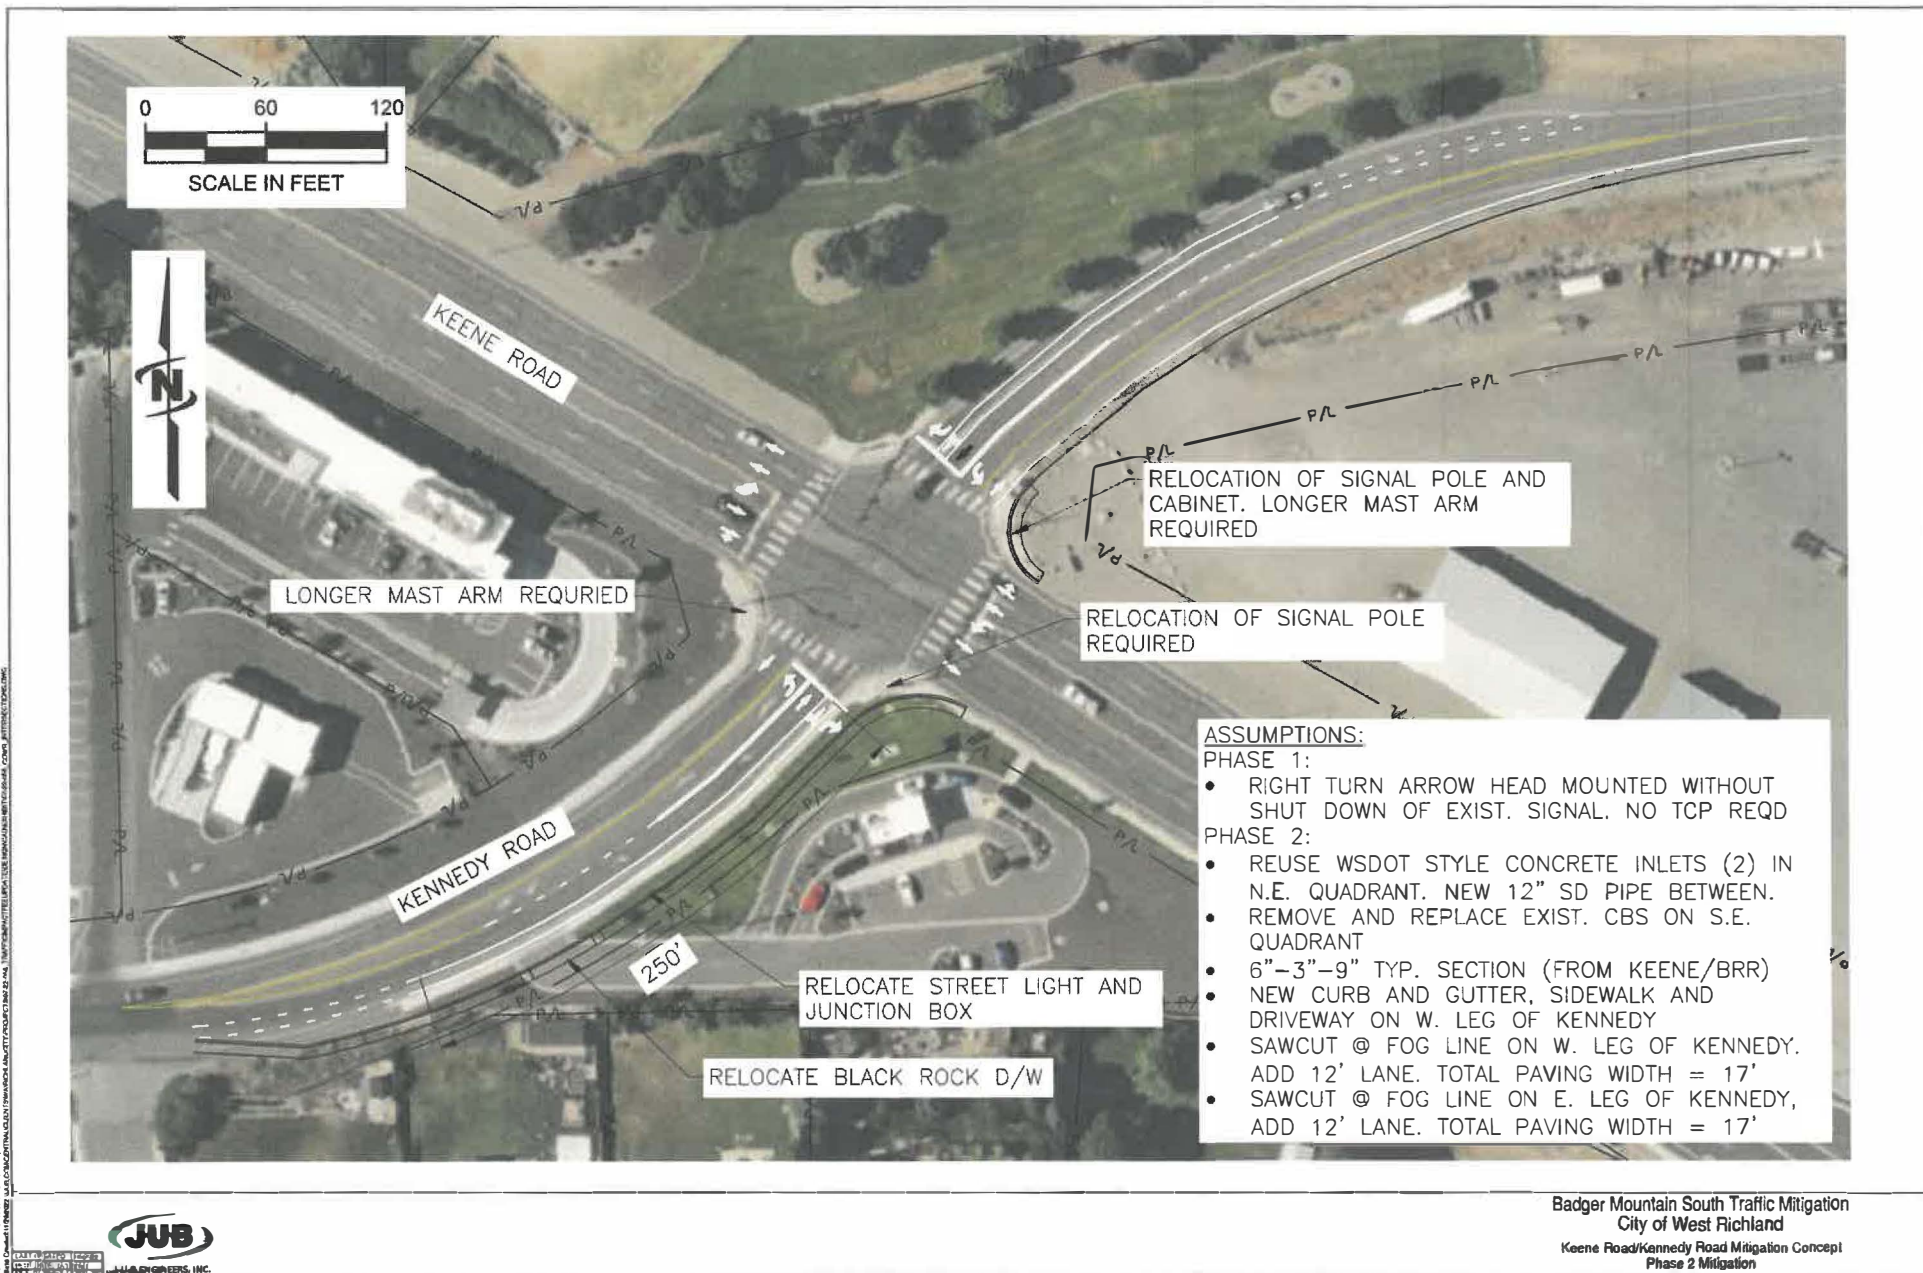 0 60 120
SCALE IN FEET
N
KEENE ROAD
P/L
P/L
P/L
P/L
P/L
RELOCATION OF SIGNAL POLE AND
CABINET. LONGER MAST ARM
REQUIRED
LONGER MAST ARM REQURIED
RELOCATION OF SIGNAL POLE
REQUIRED
KENNEDY ROAD
250'
RELOCATE STREET LIGHT AND
JUNCTION BOX
RELOCATE BLACK ROCK D/W
ASSUMPTIONS:
PHASE 1:
• RIGHT TURN ARROW HEAD MOUNTED WITHOUT
SHUT DOWN OF EXIST. SIGNAL. NO TCP REQD
PHASE 2:
• REUSE WSDOT STYLE CONCRETE INLETS (2) IN
N.E. QUADRANT. NEW 12" SD PIPE BETWEEN.
• REMOVE AND REPLACE EXIST. CBS ON S.E.
QUADRANT
• 6"-3"-9" TYP. SECTION (FROM KEENE/BRR)
• NEW CURB AND GUTTER, SIDEWALK AND
DRIVEWAY ON W. LEG OF KENNEDY
• SAWCUT @ FOG LINE ON W. LEG OF KENNEDY.
ADD 12' LANE. TOTAL PAVING WIDTH = 17'
• SAWCUT @ FOG LINE ON E. LEG OF KENNEDY,
ADD 12' LANE. TOTAL PAVING WIDTH = 17'
JUB
J-U-B ENGINEERS, INC.
Badger Mountain South Traffic Mitigation
City of West Richland
Keene Road/Kennedy Road Mitigation Concept
Phase 2 Mitigation